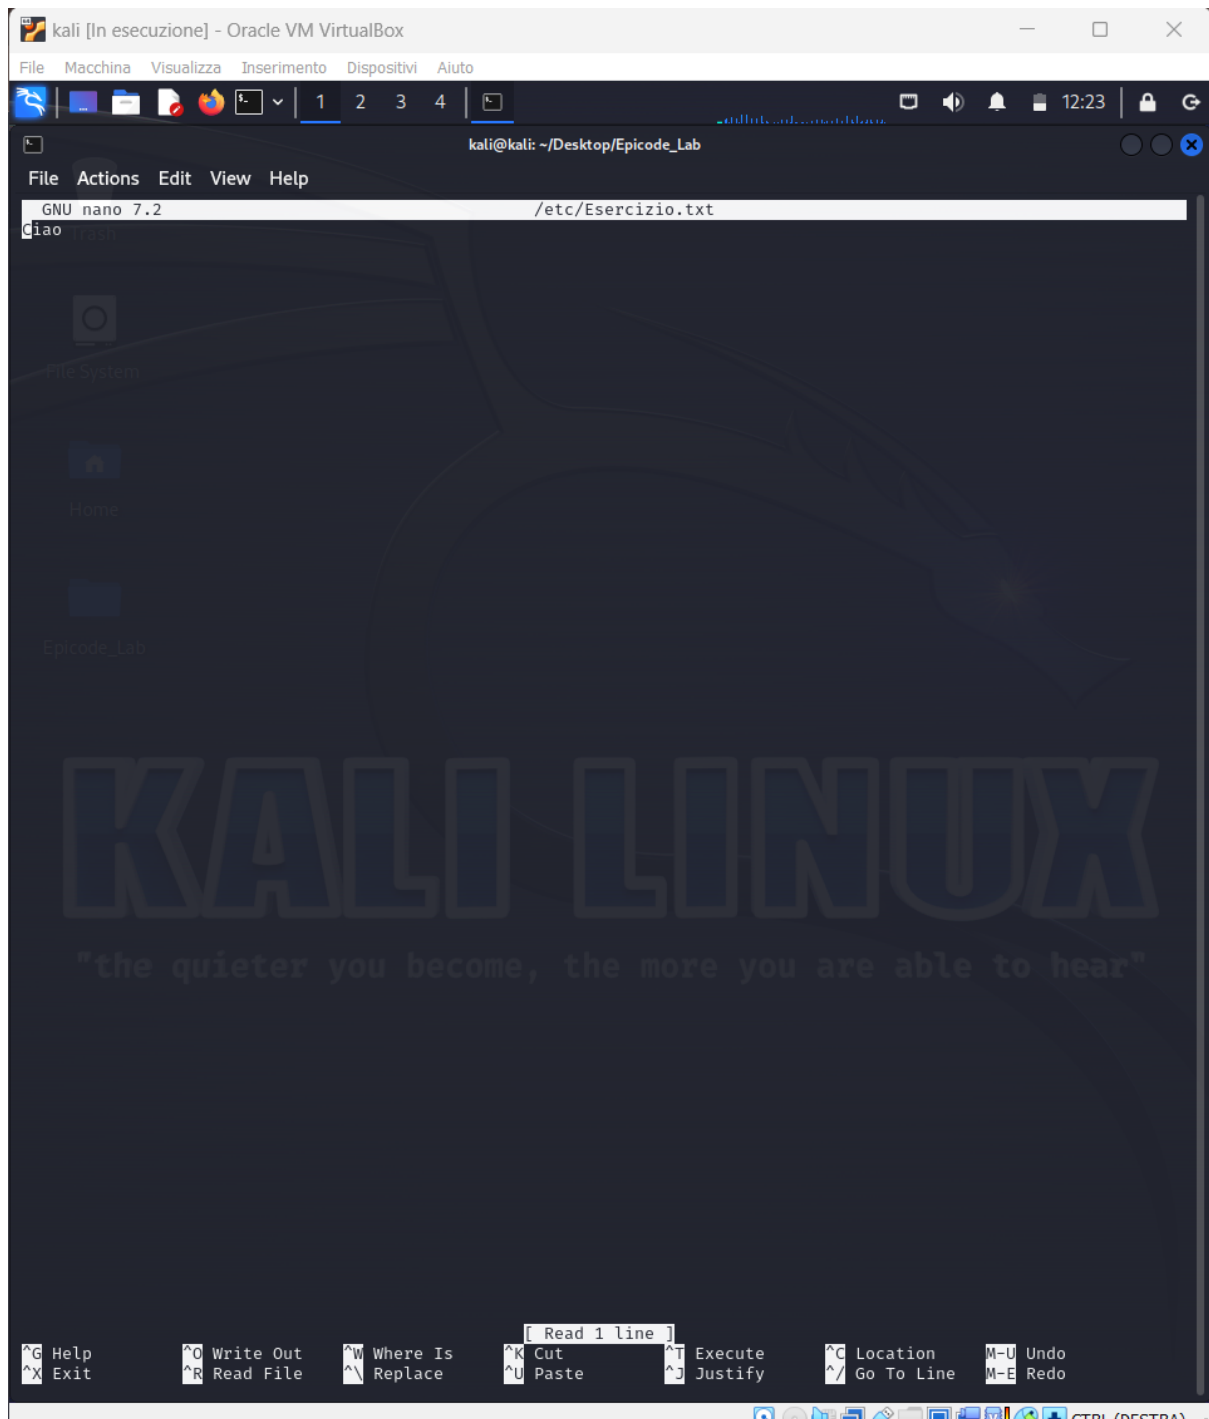 kali [In esecuzione] - Oracle VM VirtualBox
File Macchina Visualizza Inserimento Dispositivi Aiuto
1 2 3 4 12:23
kali@kali: ~/Desktop/Epicode_Lab
File Actions Edit View Help
GNU nano 7.2 /etc/Esercizio.txt
Ciao
Trash
File System
Home
Epicode_Lab
KALI LINUX
"the quieter you become, the more you are able to hear"
[ Read 1 line ]
^G Help ^O Write Out ^W Where Is ^K Cut ^T Execute ^C Location M-U Undo
^X Exit ^R Read File ^\ Replace ^U Paste ^J Justify ^/ Go To Line M-E Redo
CTRL (DESTRA)